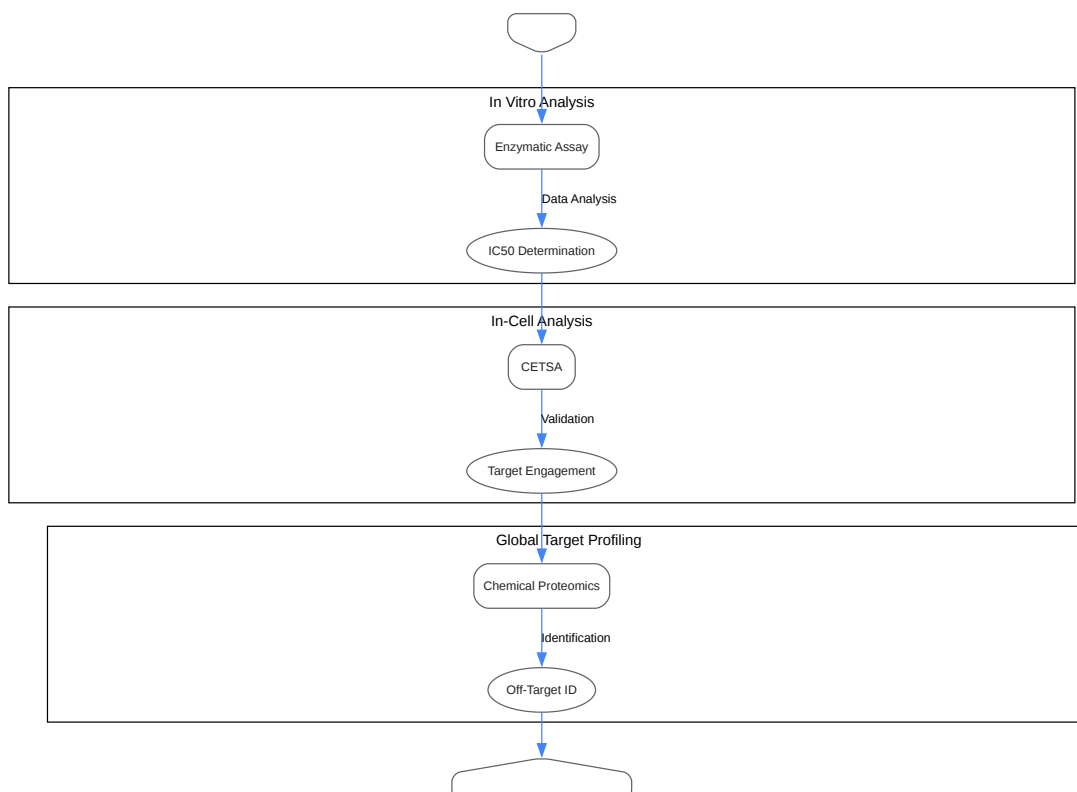 In Vitro Analysis
Enzymatic Assay
Data Analysis
IC50 Determination
In-Cell Analysis
CETSA
Validation
Target Engagement
Global Target Profiling
Chemical Proteomics
Identification
Off-Target ID